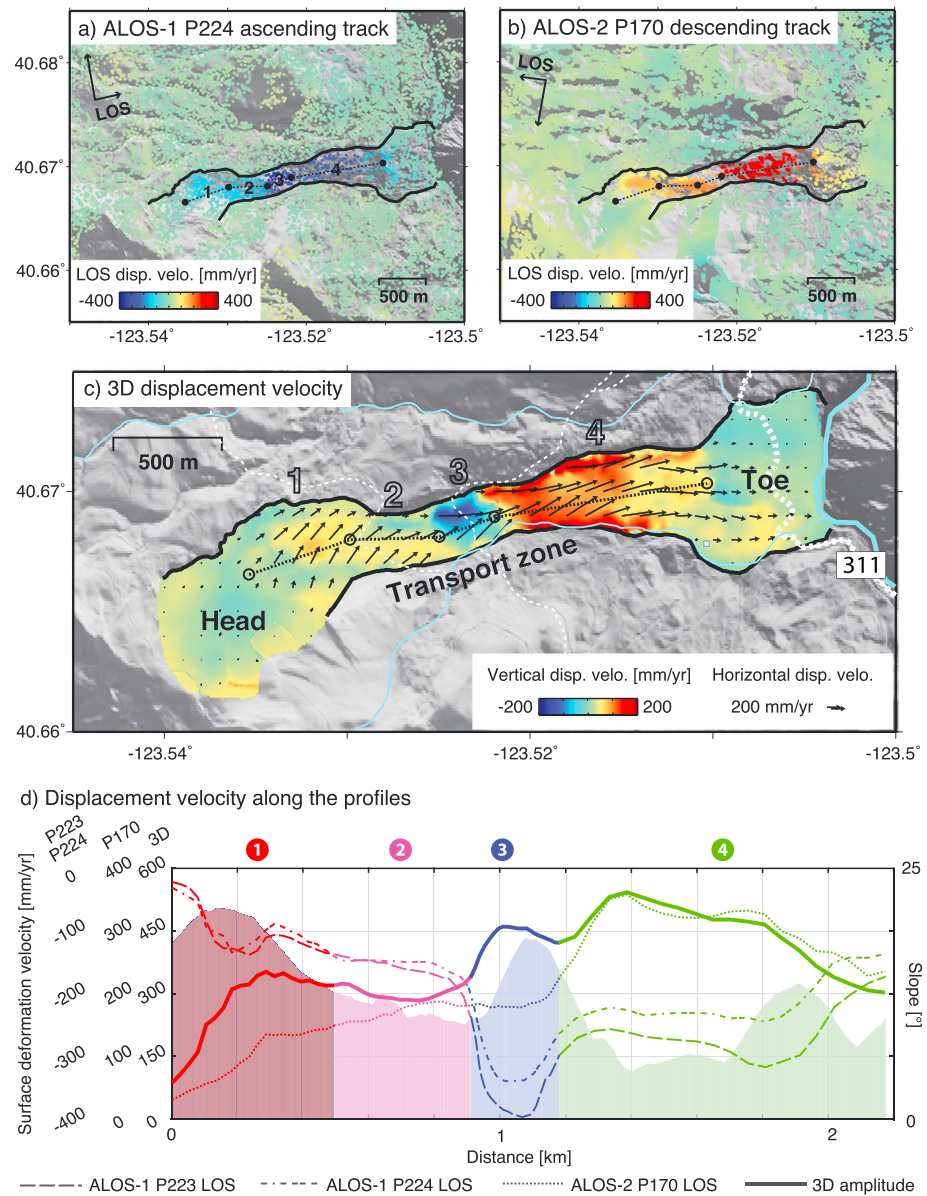 a) ALOS-1 P224 ascending track
b) ALOS-2 P170 descending track
40.68°
40.67°
40.66°
LOS
LOS
1
2
3
4
LOS disp. velo. [mm/yr]
-400
400
500 m
LOS disp. velo. [mm/yr]
-400
400
500 m
-123.54°
-123.52°
-123.5°
-123.54°
-123.52°
-123.5°
c) 3D displacement velocity
500 m
1
2
3
4
40.67°
Toe
Transport zone
311
Head
Vertical disp. velo. [mm/yr]
Horizontal disp. velo.
-200
200
200 mm/yr
40.66°
-123.54°
-123.52°
-123.5°
d) Displacement velocity along the profiles
P223
P224
P170
3D
1
2
3
4
0
400
600
25
-100
300
450
-200
200
300
-300
100
150
-400
0
0
0
Surface deformation velocity [mm/yr]
Slope [°]
0
1
2
Distance [km]
ALOS-1 P223 LOS
ALOS-1 P224 LOS
ALOS-2 P170 LOS
3D amplitude